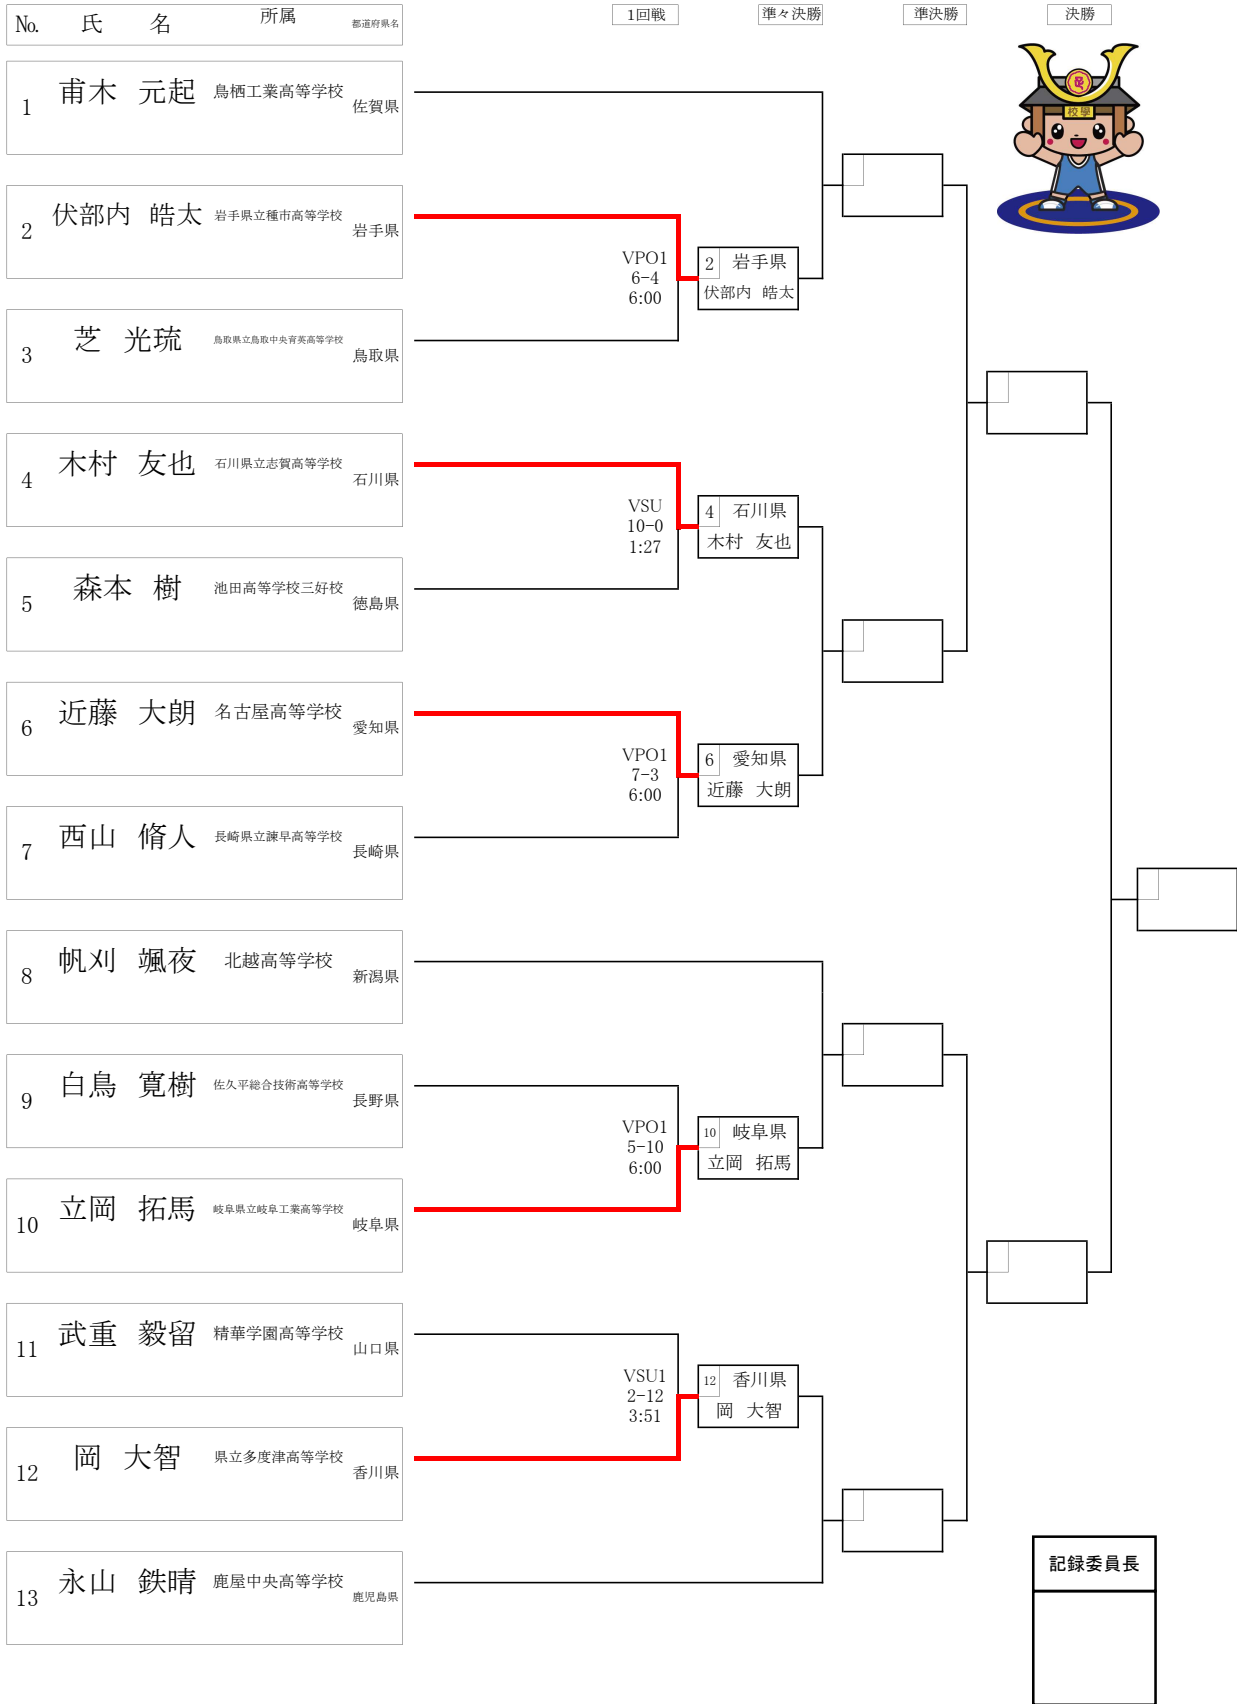 No. 氏 名 所属 都道府県名 1回戦 準々決勝 準決勝 決勝
校學
1 甫木 元起 鳥栖工業高等学校 佐賀県
2 伏部内 皓太 岩手県立種市高等学校 岩手県
VPO1
6-4
6:00
2 岩手県
伏部内 皓太
3 芝 光琉 鳥取県立鳥取中央育英高等学校 鳥取県
4 木村 友也 石川県立志賀高等学校 石川県
VSU
10-0
1:27
4 石川県
木村 友也
5 森本 樹 池田高等学校三好校 徳島県
6 近藤 大朗 名古屋高等学校 愛知県
VPO1
7-3
6:00
6 愛知県
近藤 大朗
7 西山 脩人 長崎県立諫早高等学校 長崎県
8 帆刈 颯夜 北越高等学校 新潟県
9 白鳥 寛樹 佐久平総合技術高等学校 長野県
VPO1
5-10
6:00
10 岐阜県
立岡 拓馬
10 立岡 拓馬 岐阜県立岐阜工業高等学校 岐阜県
11 武重 毅留 精華学園高等学校 山口県
VSU1
2-12
3:51
12 香川県
岡 大智
12 岡 大智 県立多度津高等学校 香川県
13 永山 鉄晴 鹿屋中央高等学校 鹿児島県
記録委員長